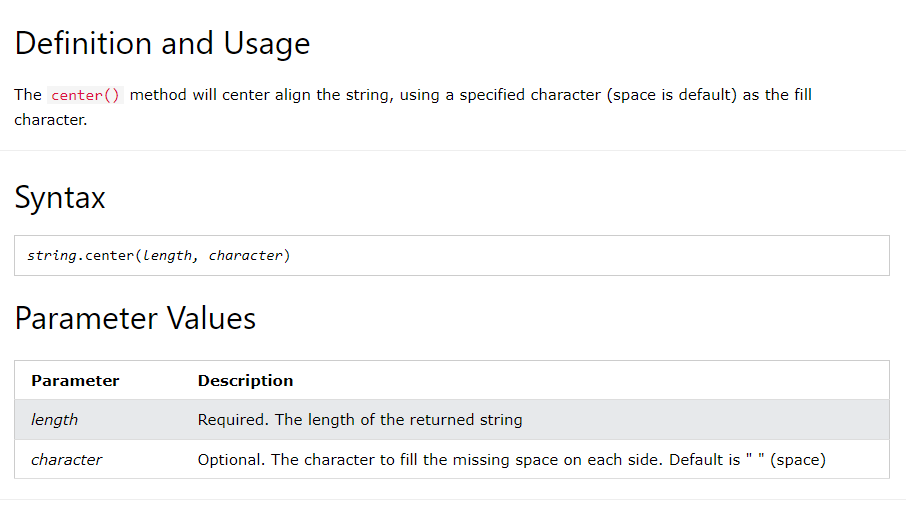 Definition and Usage
The center() method will center align the string, using a specified character (space is default) as the fill
character.
Syntax
string.center(length, character)
Parameter Values
Parameter Description
length Required. The length of the returned string
character Optional. The character to fill the missing space on each side. Default is " " (space)